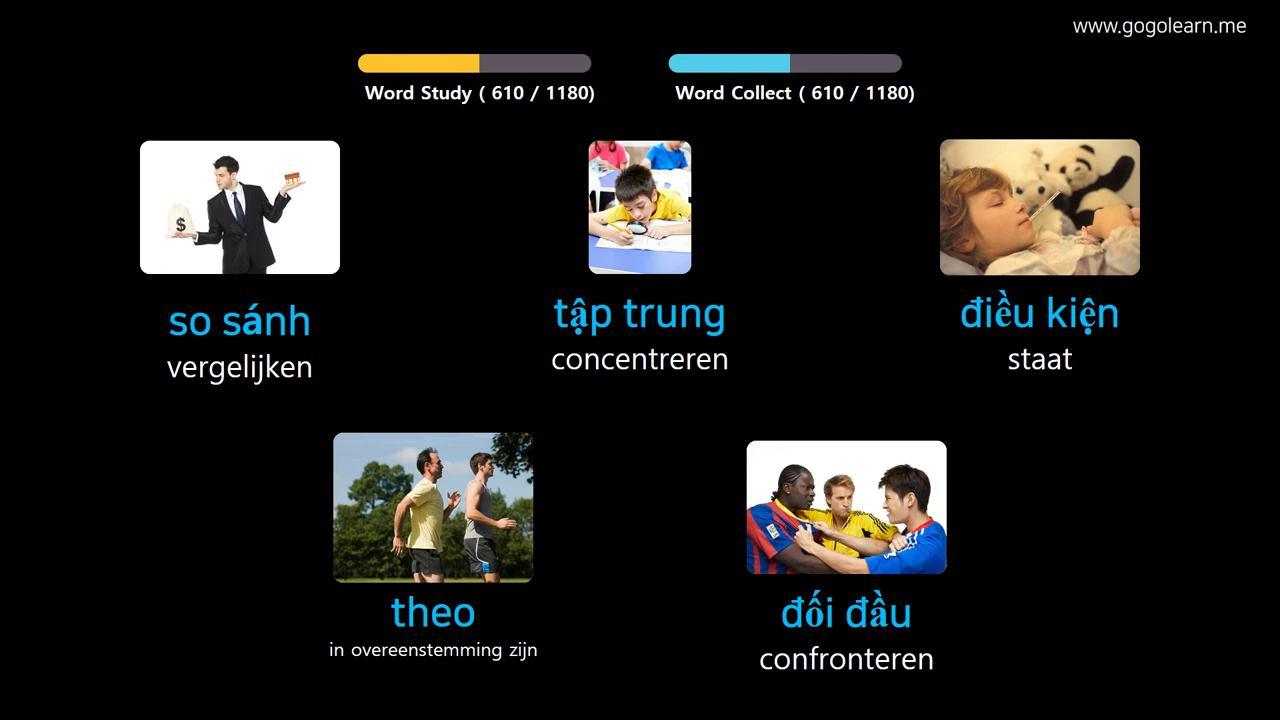 www.gogolearn.me
Word Study ( 610 / 1180)
Word Collect ( 610 / 1180)
$
so sánh
vergelijken
tập trung
concentreren
điều kiện
staat
theo
in overeenstemming zijn
đối đầu
confronteren